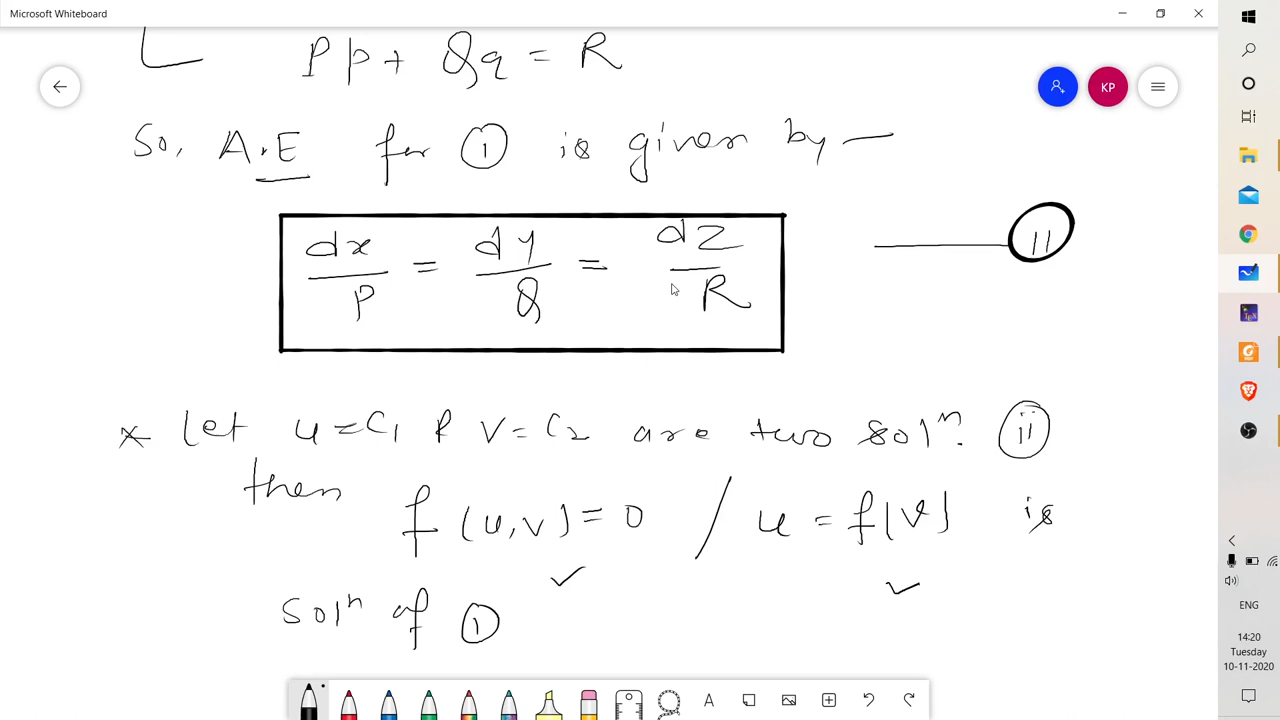 Microsoft Whiteboard
Pp + Qq = R
KP
So, A.E for ① is given by —
dx/P = dy/Q = dz/R —— ⑪
* Let u = C1 & V = C2 are two solⁿ. ⓘⓘ
then f(u,v) = 0 / u = f(v) is
solⁿ of ①
A
ENG
14:20
Tuesday
10-11-2020